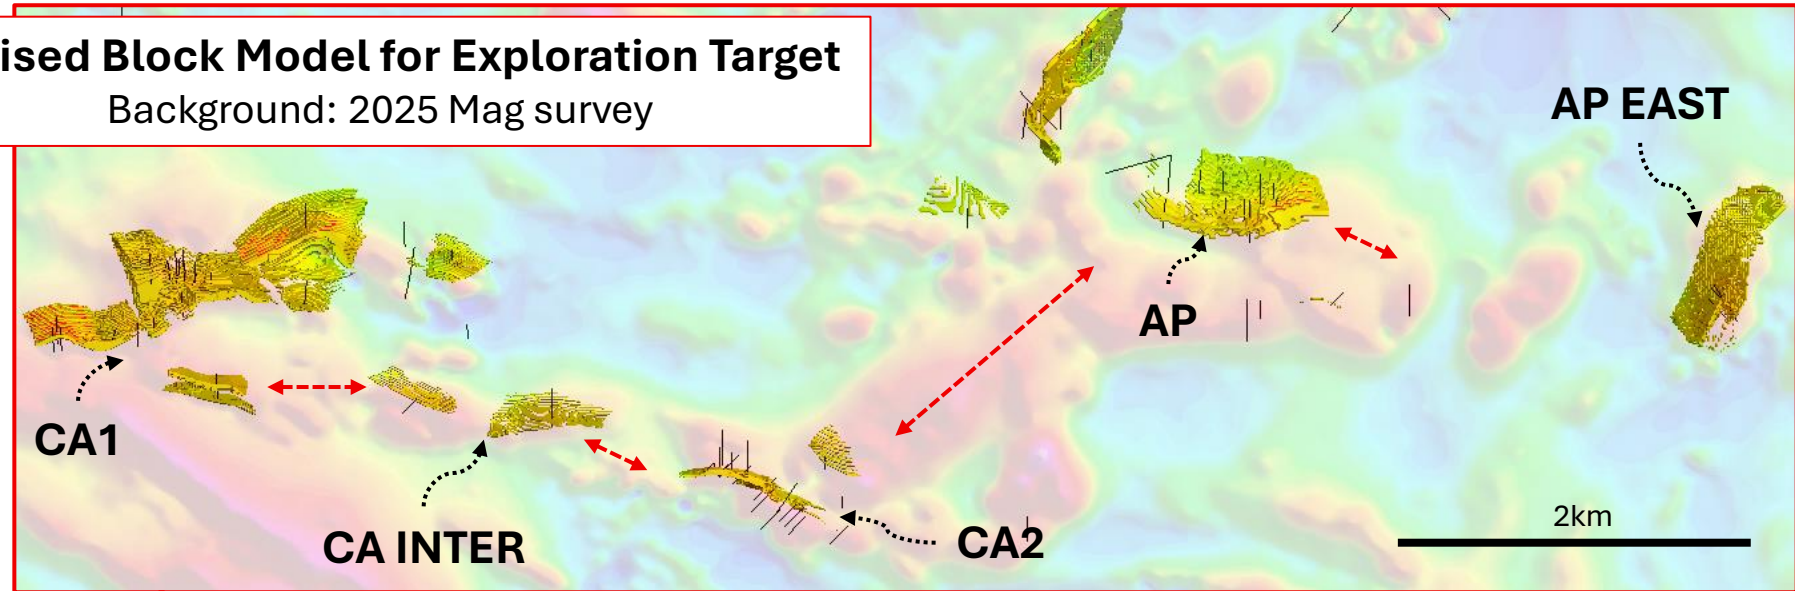 ised Block Model for Exploration Target
Background: 2025 Mag survey
AP EAST
AP
CA1
CA INTER
CA2
2km